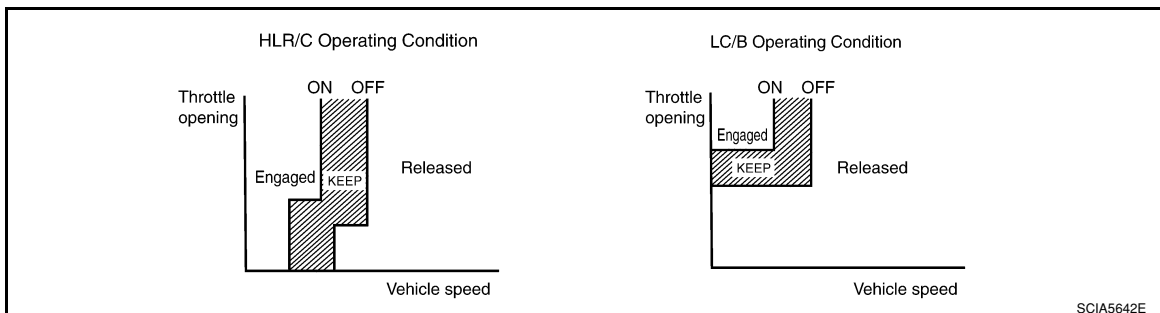 HLR/C Operating Condition
ON OFF
Throttle
opening
Engaged
KEEP
Released
Vehicle speed
LC/B Operating Condition
ON OFF
Throttle
opening
Engaged
KEEP
Released
Vehicle speed
SCIA5642E